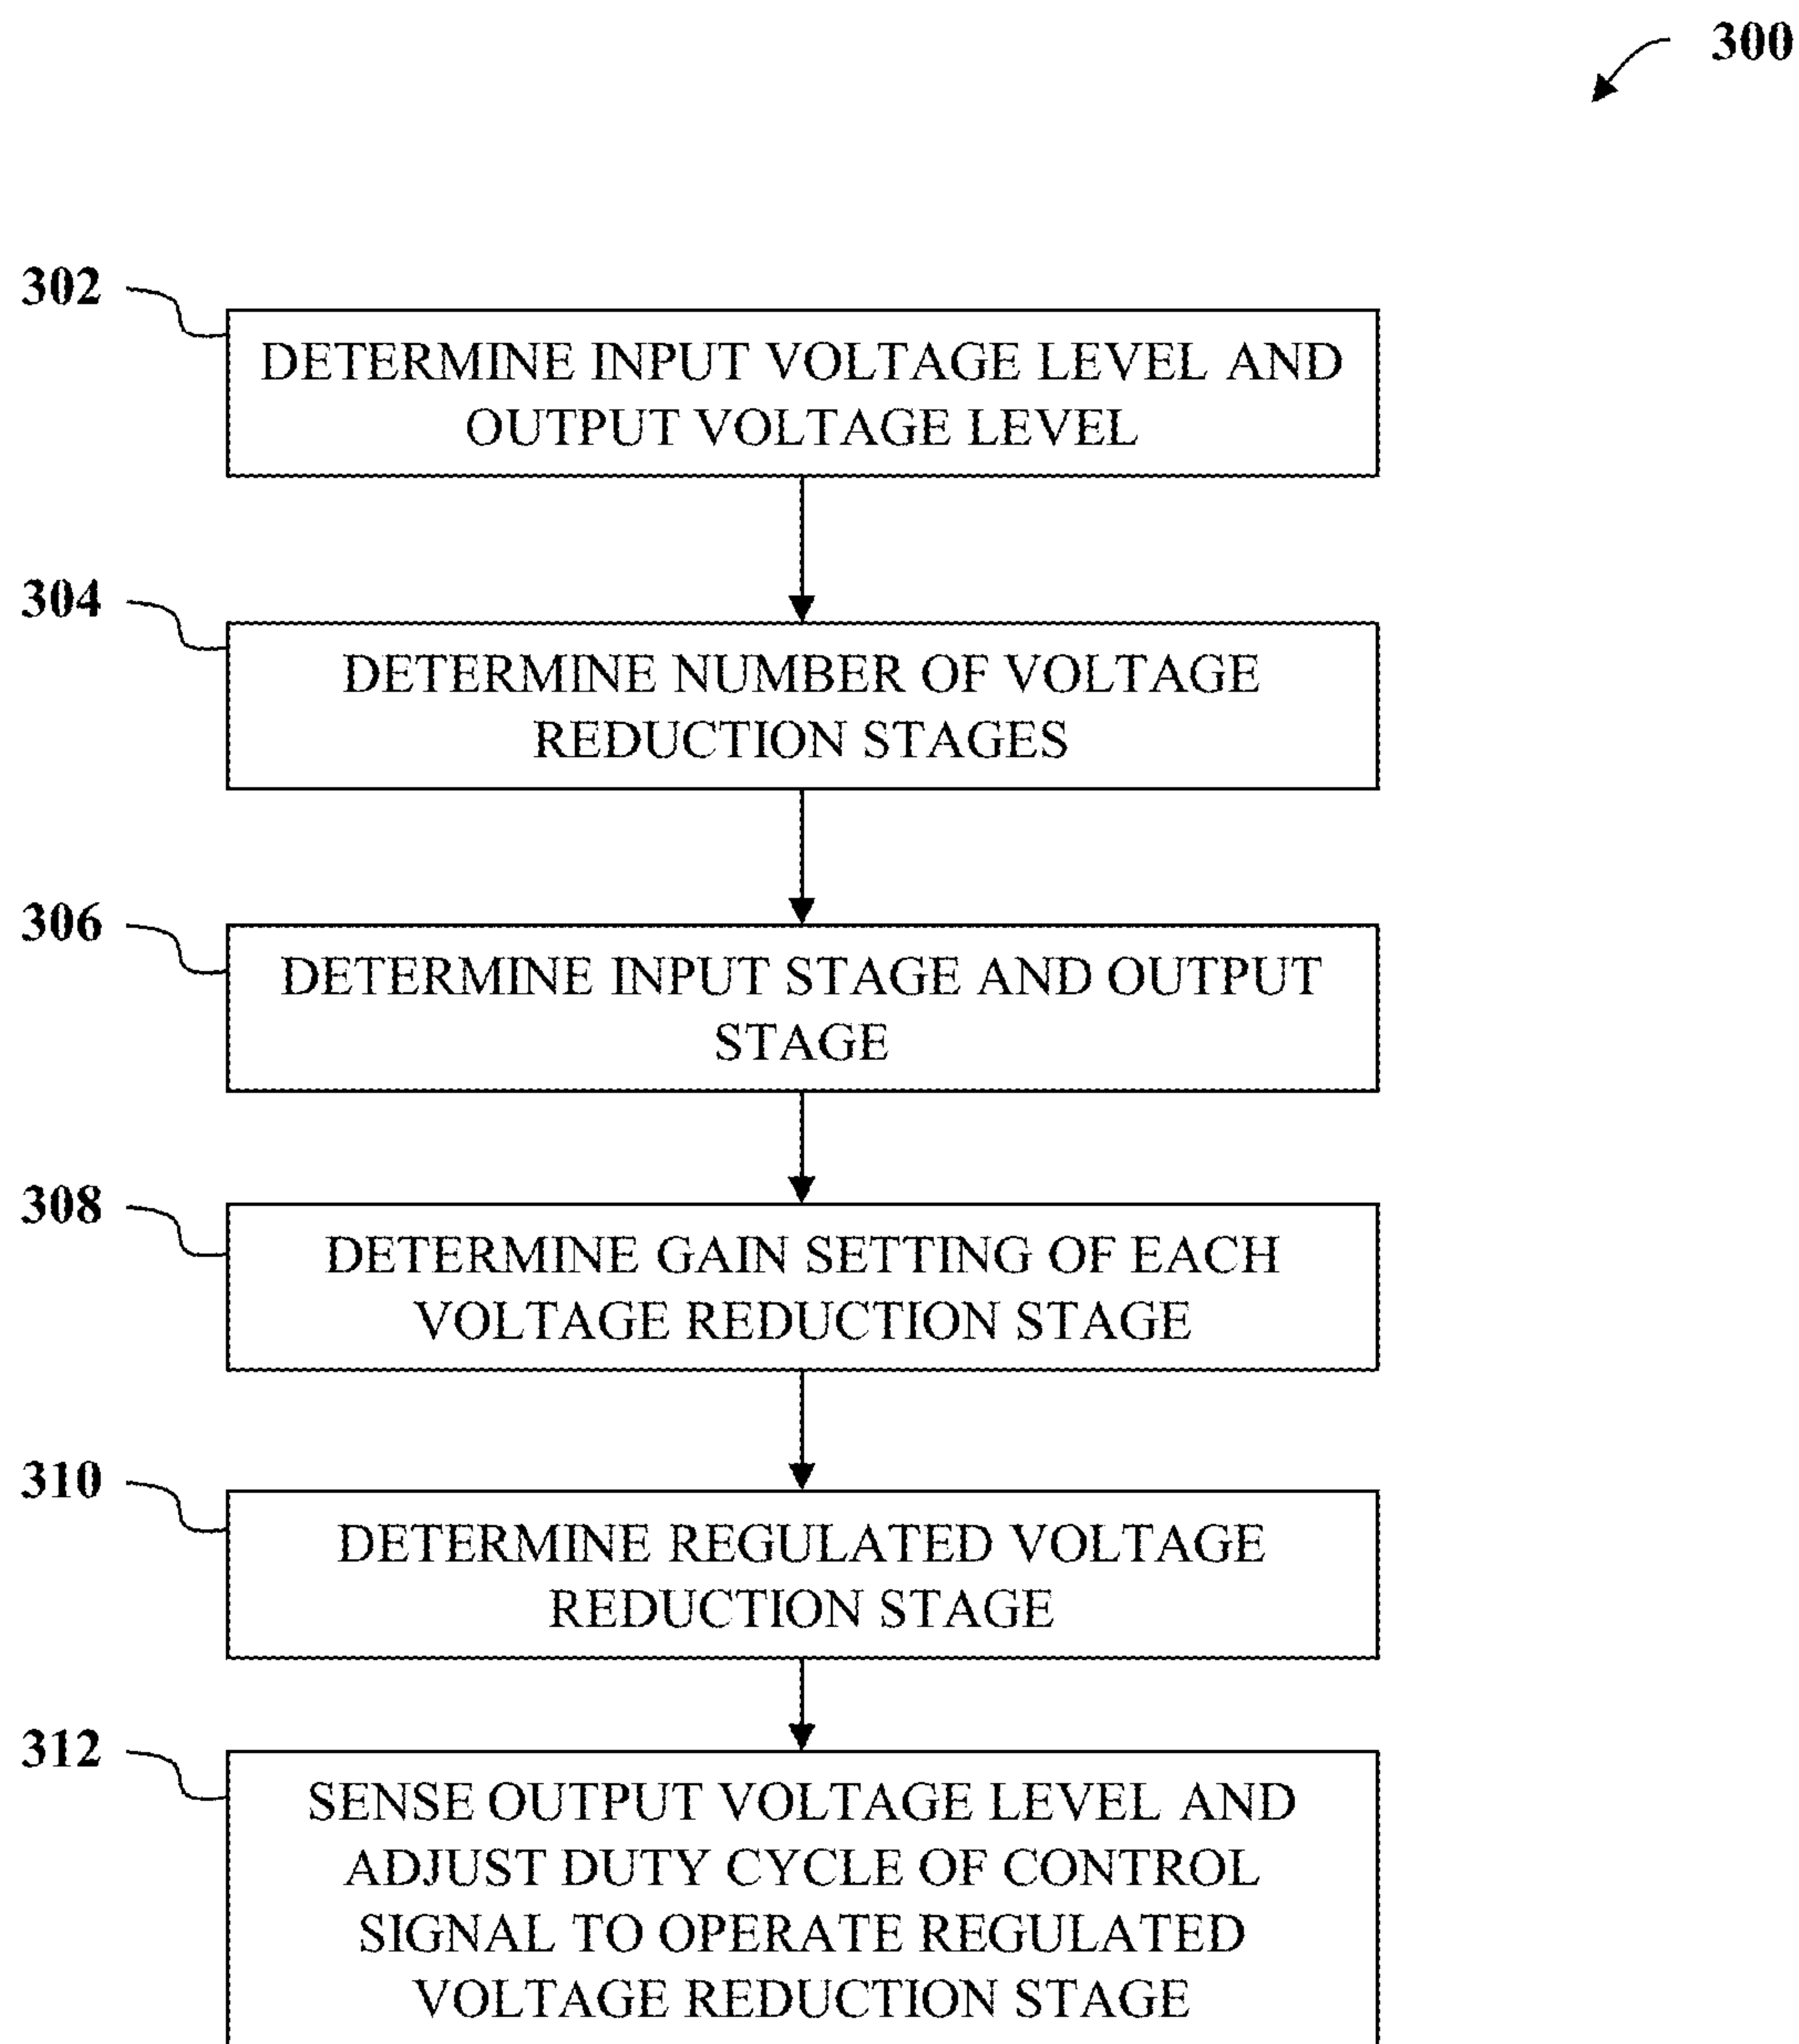 300
302
DETERMINE INPUT VOLTAGE LEVEL AND
OUTPUT VOLTAGE LEVEL
304
DETERMINE NUMBER OF VOLTAGE
REDUCTION STAGES
306
DETERMINE INPUT STAGE AND OUTPUT
STAGE
308
DETERMINE GAIN SETTING OF EACH
VOLTAGE REDUCTION STAGE
310
DETERMINE REGULATED VOLTAGE
REDUCTION STAGE
312
SENSE OUTPUT VOLTAGE LEVEL AND
ADJUST DUTY CYCLE OF CONTROL
SIGNAL TO OPERATE REGULATED
VOLTAGE REDUCTION STAGE